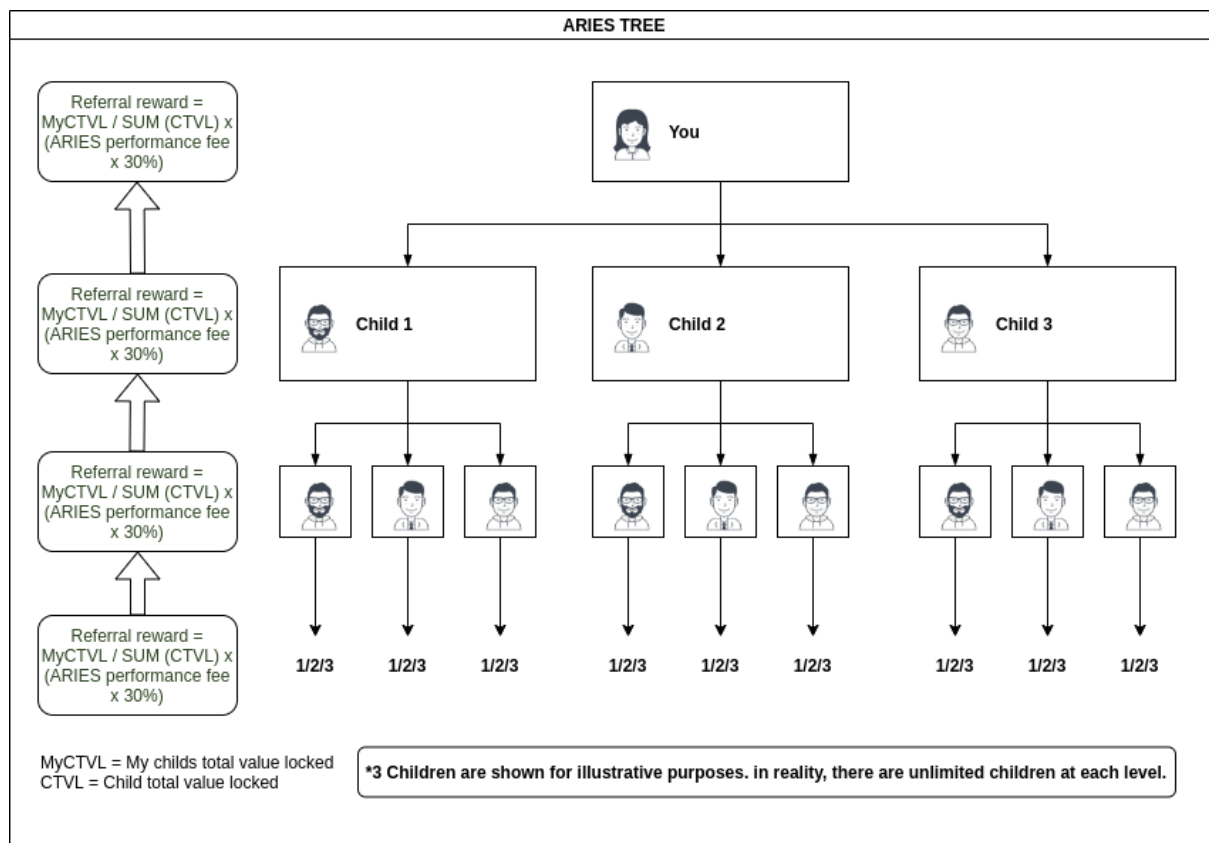 ARIES TREE
Referral reward =
MyCTVL / SUM (CTVL) x
(ARIES performance fee
x 30%)
You
Referral reward =
MyCTVL / SUM (CTVL) x
(ARIES performance fee
x 30%)
Child 1
Child 2
Child 3
Referral reward =
MyCTVL / SUM (CTVL) x
(ARIES performance fee
x 30%)
Referral reward =
MyCTVL / SUM (CTVL) x
(ARIES performance fee
x 30%)
1/2/3
1/2/3
1/2/3
1/2/3
1/2/3
1/2/3
1/2/3
1/2/3
1/2/3
MyCTVL = My childs total value locked
CTVL = Child total value locked
*3 Children are shown for illustrative purposes. in reality, there are unlimited children at each level.